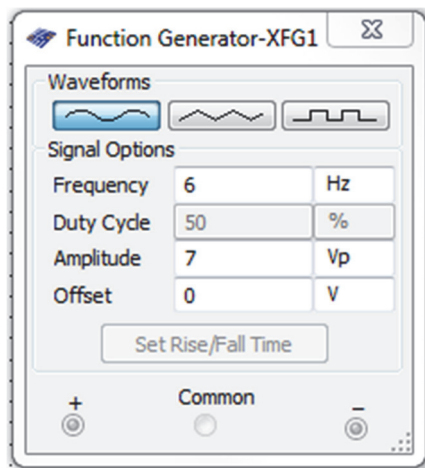 Function Generator-XFG1
Waveforms
Signal Options
Frequency 6 Hz
Duty Cycle 50 %
Amplitude 7 Vp
Offset 0 V
Set Rise/Fall Time
+ Common −